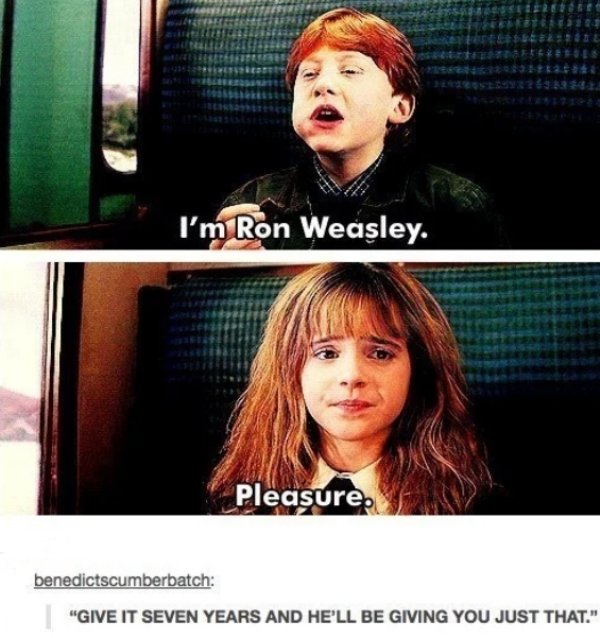 I'm Ron Weasley.
Pleasure.
benedictscumberbatch:
"GIVE IT SEVEN YEARS AND HE'LL BE GIVING YOU JUST THAT."